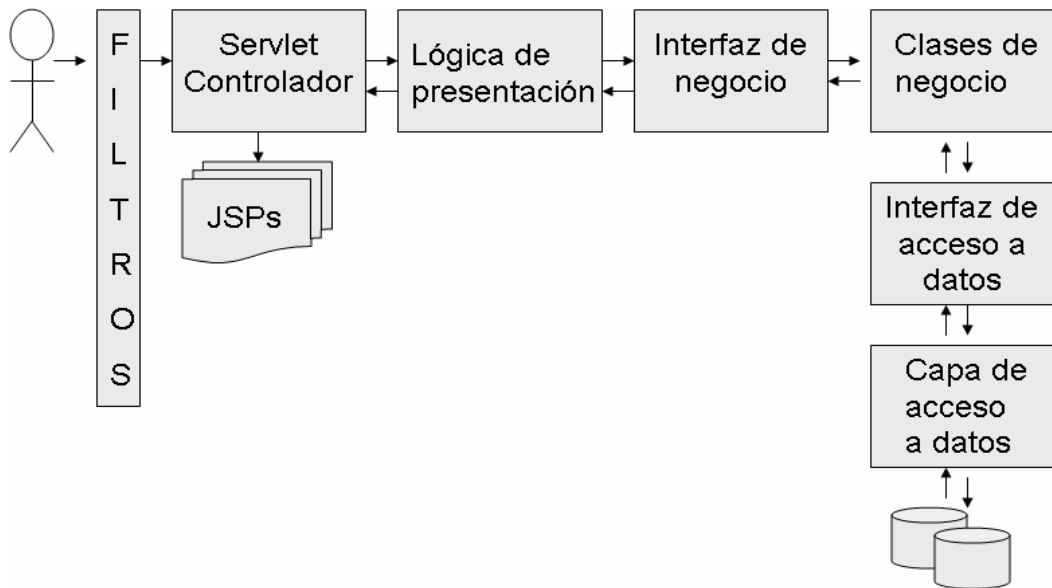 FILTROS
Servlet
Controlador
Lógica de
presentación
Interfaz de
negocio
Clases de
negocio
JSPs
Interfaz de
acceso a
datos
Capa de
acceso
a datos